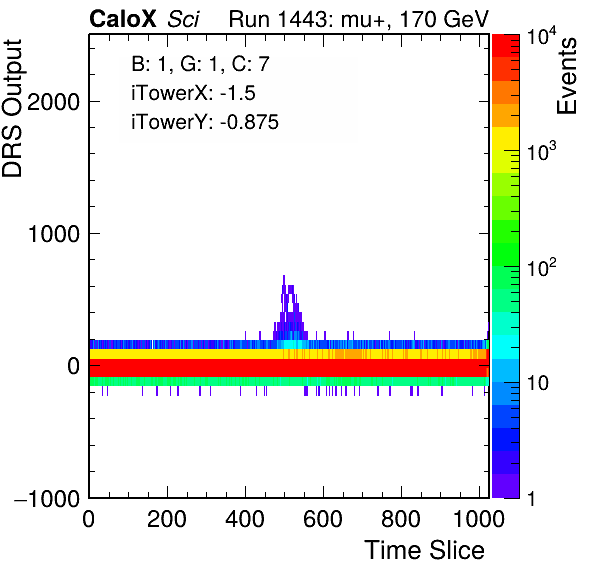 CaloX Sci Run 1443: mu+, 170 GeV
B: 1, G: 1, C: 7
iTowerX: -1.5
iTowerY: -0.875
DRS Output
2000
1000
0
−1000
0 200 400 600 800 1000
Time Slice
Events
10⁴
10³
10²
10
1